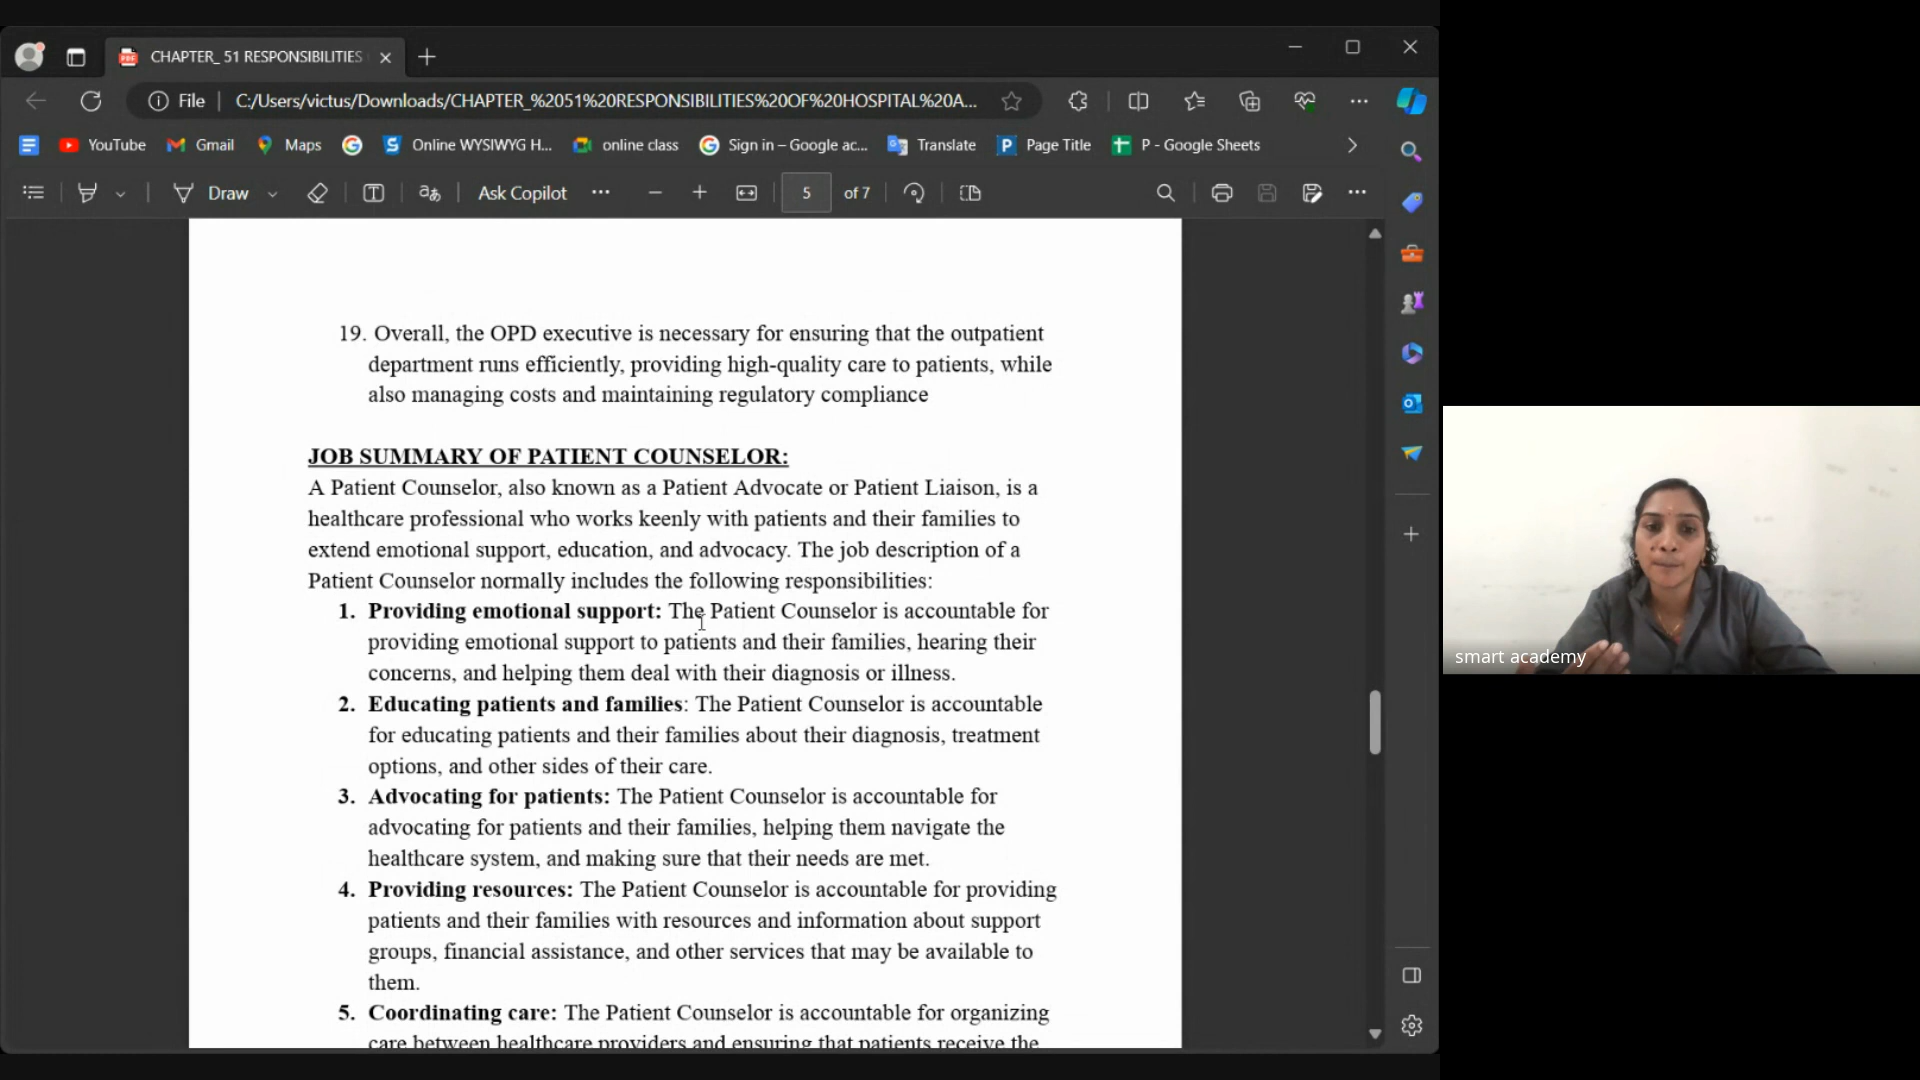 CHAPTER_ 51 RESPONSIBILITIES
File
C:/Users/victus/Downloads/CHAPTER_%2051%20RESPONSIBILITIES%20OF%20HOSPITAL%20A...
YouTube Gmail Maps Online WYSIWYG H... online class Sign in – Google ac... Translate Page Title P - Google Sheets
Draw Ask Copilot 5 of 7
19. Overall, the OPD executive is necessary for ensuring that the outpatient
department runs efficiently, providing high-quality care to patients, while
also managing costs and maintaining regulatory compliance
JOB SUMMARY OF PATIENT COUNSELOR:
A Patient Counselor, also known as a Patient Advocate or Patient Liaison, is a
healthcare professional who works keenly with patients and their families to
extend emotional support, education, and advocacy. The job description of a
Patient Counselor normally includes the following responsibilities:
1. Providing emotional support: The Patient Counselor is accountable for
providing emotional support to patients and their families, hearing their
concerns, and helping them deal with their diagnosis or illness.
2. Educating patients and families: The Patient Counselor is accountable
for educating patients and their families about their diagnosis, treatment
options, and other sides of their care.
3. Advocating for patients: The Patient Counselor is accountable for
advocating for patients and their families, helping them navigate the
healthcare system, and making sure that their needs are met.
4. Providing resources: The Patient Counselor is accountable for providing
patients and their families with resources and information about support
groups, financial assistance, and other services that may be available to
them.
5. Coordinating care: The Patient Counselor is accountable for organizing
care between healthcare providers and ensuring that patients receive the
smart academy